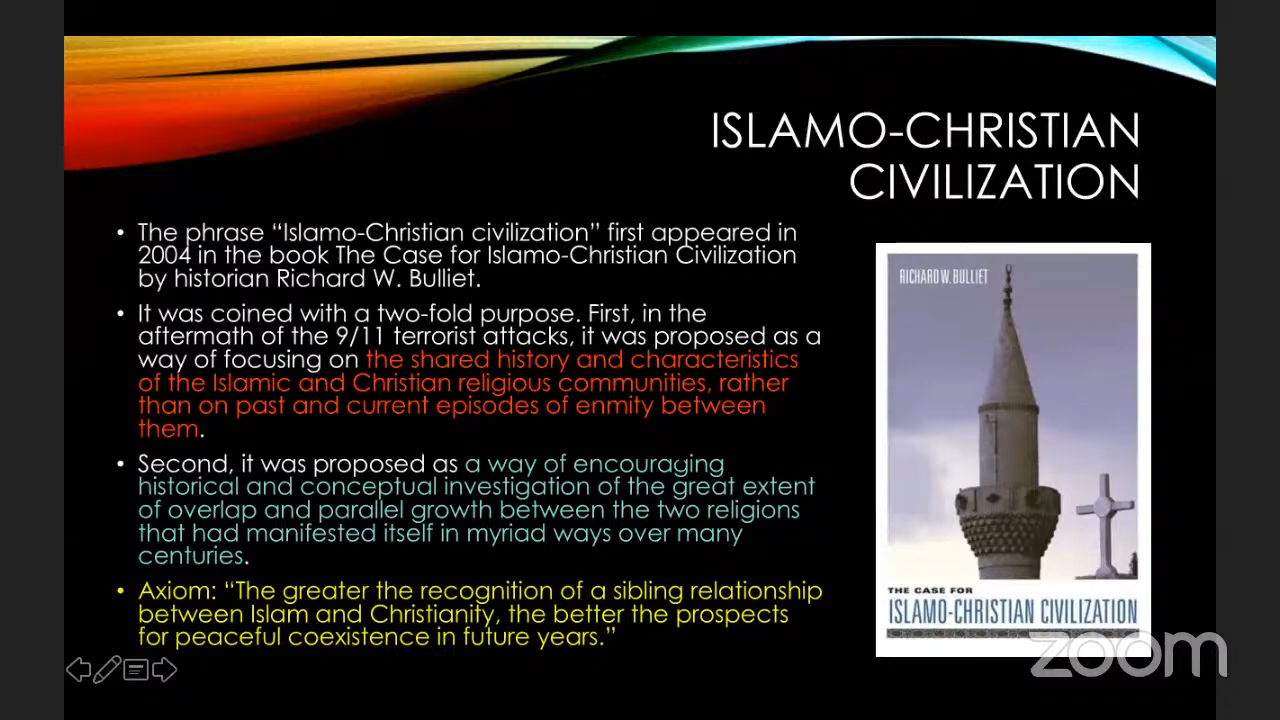 ISLAMO-CHRISTIAN
CIVILIZATION
• The phrase “Islamo-Christian civilization” first appeared in
2004 in the book The Case for Islamo-Christian Civilization
by historian Richard W. Bulliet.
• It was coined with a two-fold purpose. First, in the
aftermath of the 9/11 terrorist attacks, it was proposed as a
way of focusing on the shared history and characteristics
of the Islamic and Christian religious communities, rather
than on past and current episodes of enmity between
them.
• Second, it was proposed as a way of encouraging
historical and conceptual investigation of the great extent
of overlap and parallel growth between the two religions
that had manifested itself in myriad ways over many
centuries.
• Axiom: “The greater the recognition of a sibling relationship
between Islam and Christianity, the better the prospects
for peaceful coexistence in future years.”
RICHARD W. BULLIET
THE CASE FOR
ISLAMO-CHRISTIAN CIVILIZATION
zoom